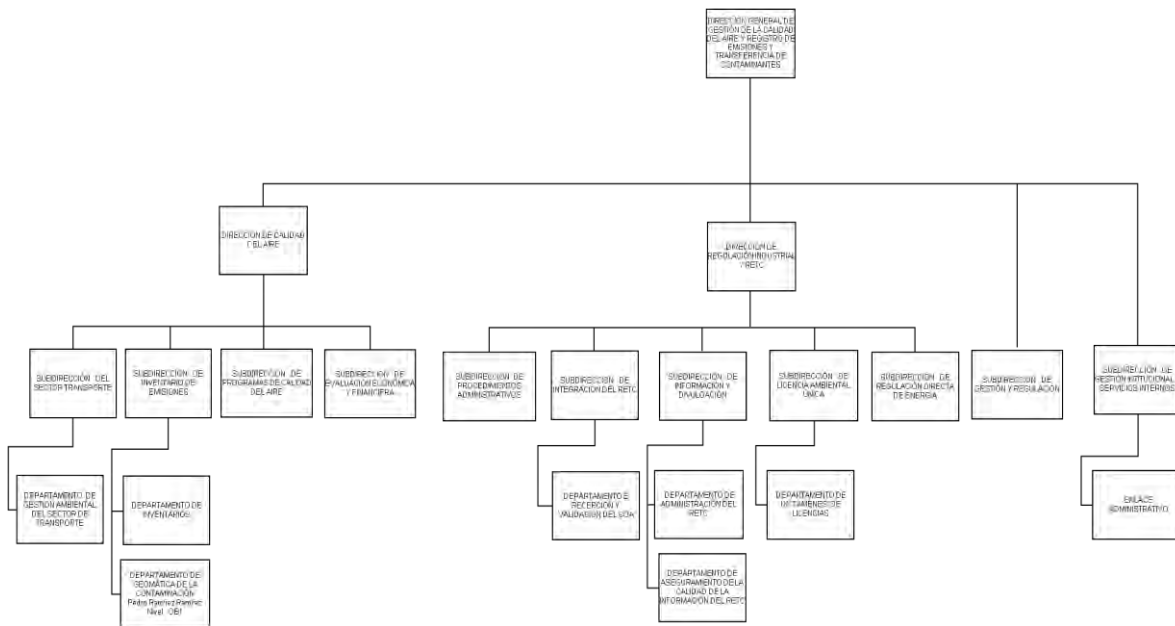 DIRECCIÓN GENERAL DE
GESTIÓN DE LA CALIDAD
DEL AIRE Y REGISTRO DE
EMISIONES Y
TRANSFERENCIA DE
CONTAMINANTES
DIRECCIÓN DE CALIDAD
DEL AIRE
DIRECCIÓN DE
REGULACIÓN INDUSTRIAL
Y RETC
SUBDIRECCIÓN DEL
SECTOR TRANSPORTE
SUBDIRECCIÓN DE
INVENTARIO DE
EMISIONES
SUBDIRECCIÓN DE
PROGRAMAS DE CALIDAD
DEL AIRE
SUBDIRECCIÓN DE
EVALUACIÓN ECONÓMICA
Y FINANCIERA
SUBDIRECCIÓN DE
PROCEDIMIENTOS
ADMINISTRATIVOS
SUBDIRECCIÓN DE
INTEGRACIÓN DEL RETC
SUBDIRECCIÓN DE
INFORMACIÓN Y
DIVULGACIÓN
SUBDIRECCIÓN DE
LICENCIA AMBIENTAL
ÚNICA
SUBDIRECCIÓN DE
REGULACIÓN DIRECTA
DE ENERGÍA
SUBDIRECCIÓN DE
GESTIÓN Y REGULACIÓN
SUBDIRECCIÓN DE
GESTIÓN
SERVICIOS INTERNOS
DEPARTAMENTO DE
GESTIÓN AMBIENTAL
DEL SECTOR DE
TRANSPORTE
DEPARTAMENTO DE
INVENTARIOS
DEPARTAMENTO DE
GEOMÁTICA DE LA
CONTAMINACIÓN
Pedro Ramírez Ramírez
Nivel
DEPARTAMENTO E
RECEPCIÓN Y
VALIDACIÓN DEL
DEPARTAMENTO DE
ADMINISTRACIÓN DEL
RETC
DEPARTAMENTO DE
ASEGURAMIENTO DE LA
CALIDAD DE LA
INFORMACIÓN DEL RETC
DEPARTAMENTO DE
DICTÁMENES DE
LICENCIAS
ENLACE
ADMINISTRATIVO